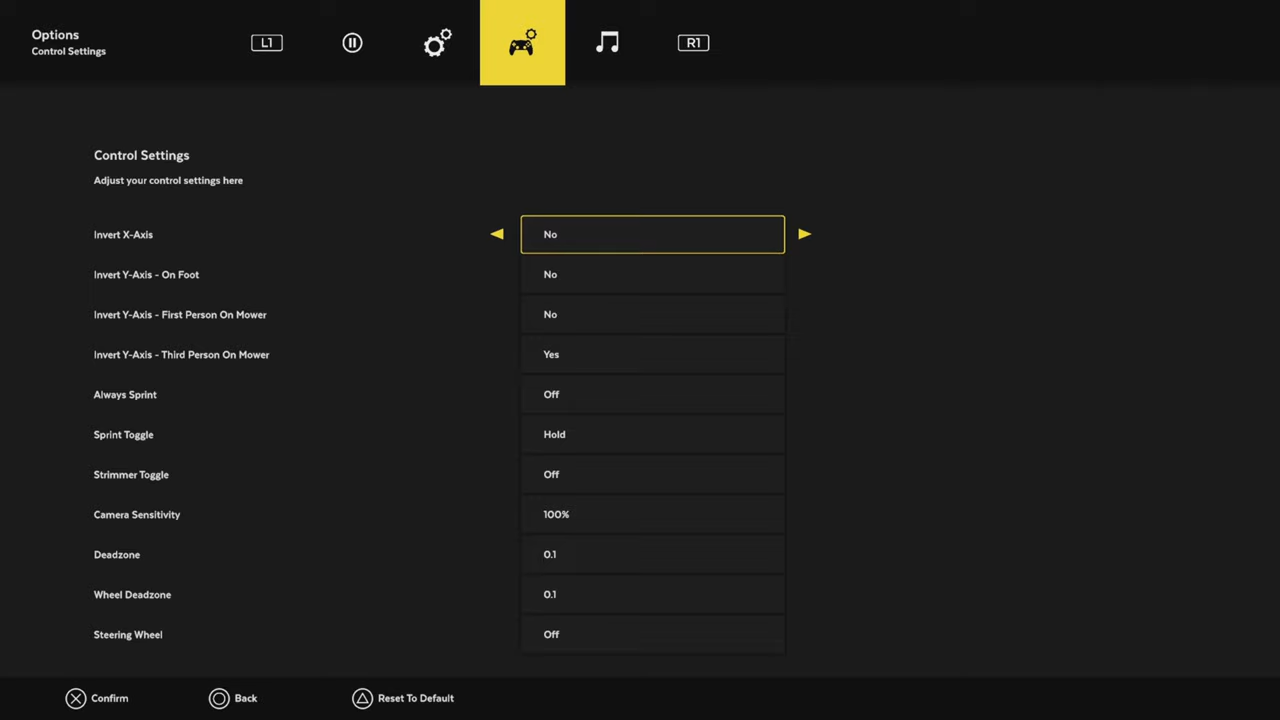 Options
Control Settings
L1
R1
Control Settings
Adjust your control settings here
Invert X-Axis No
Invert Y-Axis - On Foot No
Invert Y-Axis - First Person On Mower No
Invert Y-Axis - Third Person On Mower Yes
Always Sprint Off
Sprint Toggle Hold
Strimmer Toggle Off
Camera Sensitivity 100%
Deadzone 0.1
Wheel Deadzone 0.1
Steering Wheel Off
Confirm Back Reset To Default